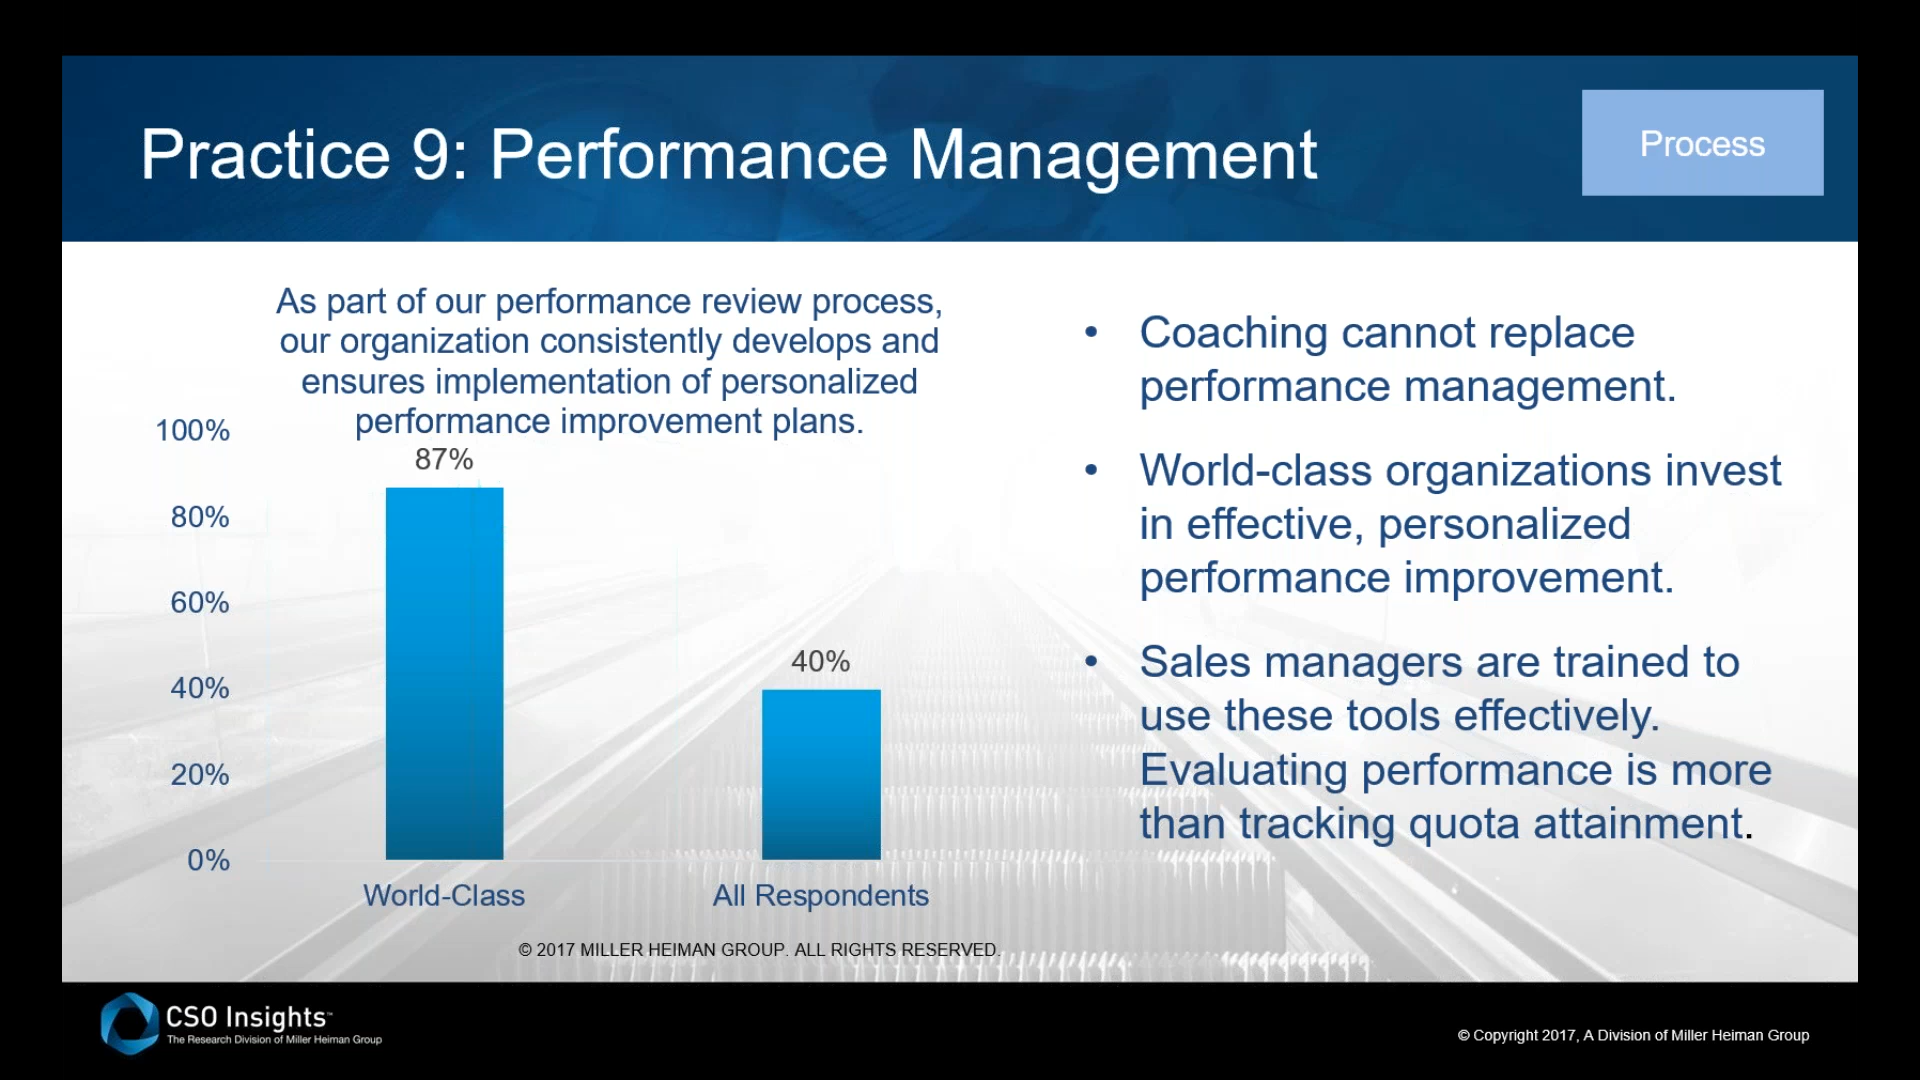 Practice 9: Performance Management
Process
As part of our performance review process,
our organization consistently develops and
ensures implementation of personalized
performance improvement plans.
100%
80%
60%
40%
20%
0%
87%
40%
World-Class
All Respondents
• Coaching cannot replace
performance management.
• World-class organizations invest
in effective, personalized
performance improvement.
• Sales managers are trained to
use these tools effectively.
Evaluating performance is more
than tracking quota attainment.
© 2017 MILLER HEIMAN GROUP. ALL RIGHTS RESERVED.
CSO Insights™
The Research Division of Miller Heiman Group
© Copyright 2017, A Division of Miller Heiman Group